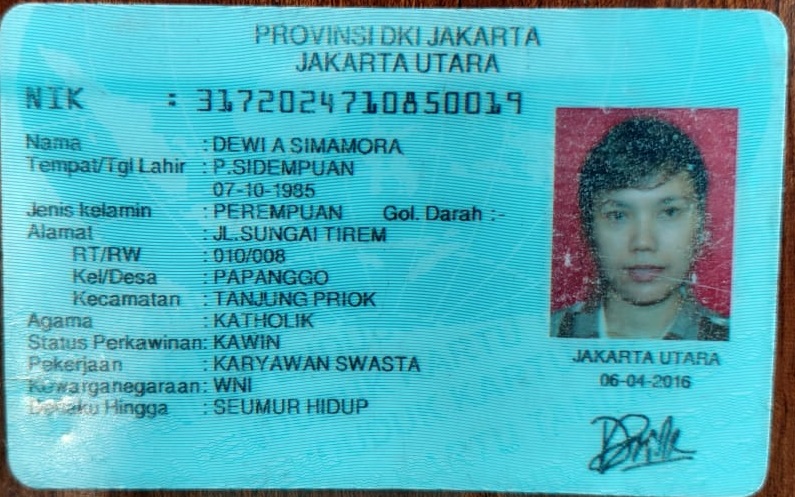 PROVINSI DKI JAKARTA
JAKARTA UTARA
NIK : 3172024710850019
Nama : DEWI A SIMAMORA
Tempat/Tgl Lahir : P.SIDEMPUAN
07-10-1985
Jenis kelamin : PEREMPUAN Gol. Darah :-
Alamat : JL.SUNGAI TIREM
RT/RW : 010/008
Kel/Desa : PAPANGGO
Kecamatan : TANJUNG PRIOK
Agama : KATHOLIK
Status Perkawinan: KAWIN
Pekerjaan : KARYAWAN SWASTA
Kewarganegaraan: WNI
Berlaku Hingga : SEUMUR HIDUP
JAKARTA UTARA
06-04-2016